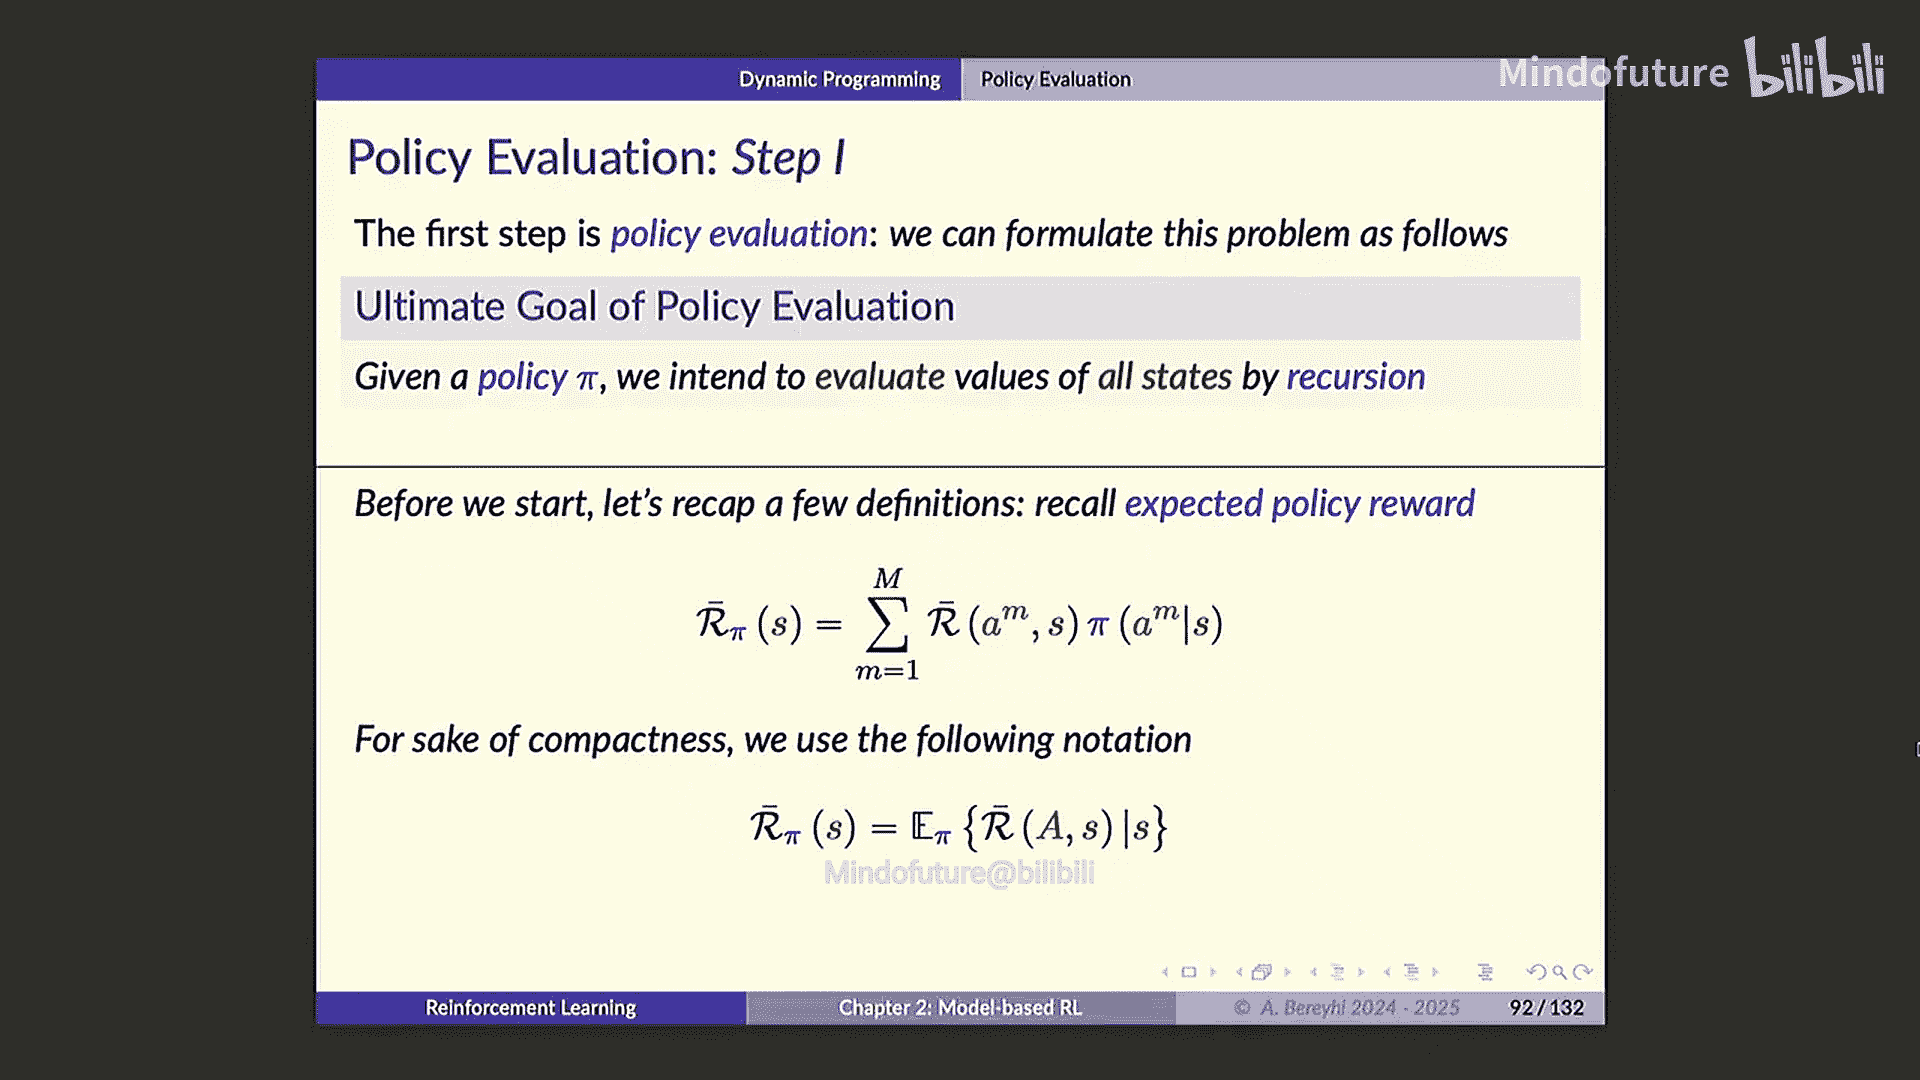 Mindofuture bilibili
Dynamic Programming Policy Evaluation
Policy Evaluation: Step I
The first step is policy evaluation: we can formulate this problem as follows
Ultimate Goal of Policy Evaluation
Given a policy π, we intend to evaluate values of all states by recursion
Before we start, let's recap a few definitions: recall expected policy reward
R̄_π (s) = ∑_{m=1}^{M} R̄ (a^m, s) π (a^m|s)
For sake of compactness, we use the following notation
R̄_π (s) = 𝔼_π {R̄ (A, s) |s}
Mindofuture@bilibili
Reinforcement Learning Chapter 2: Model-based RL © A. Bereyhi 2024 - 2025 92 / 132